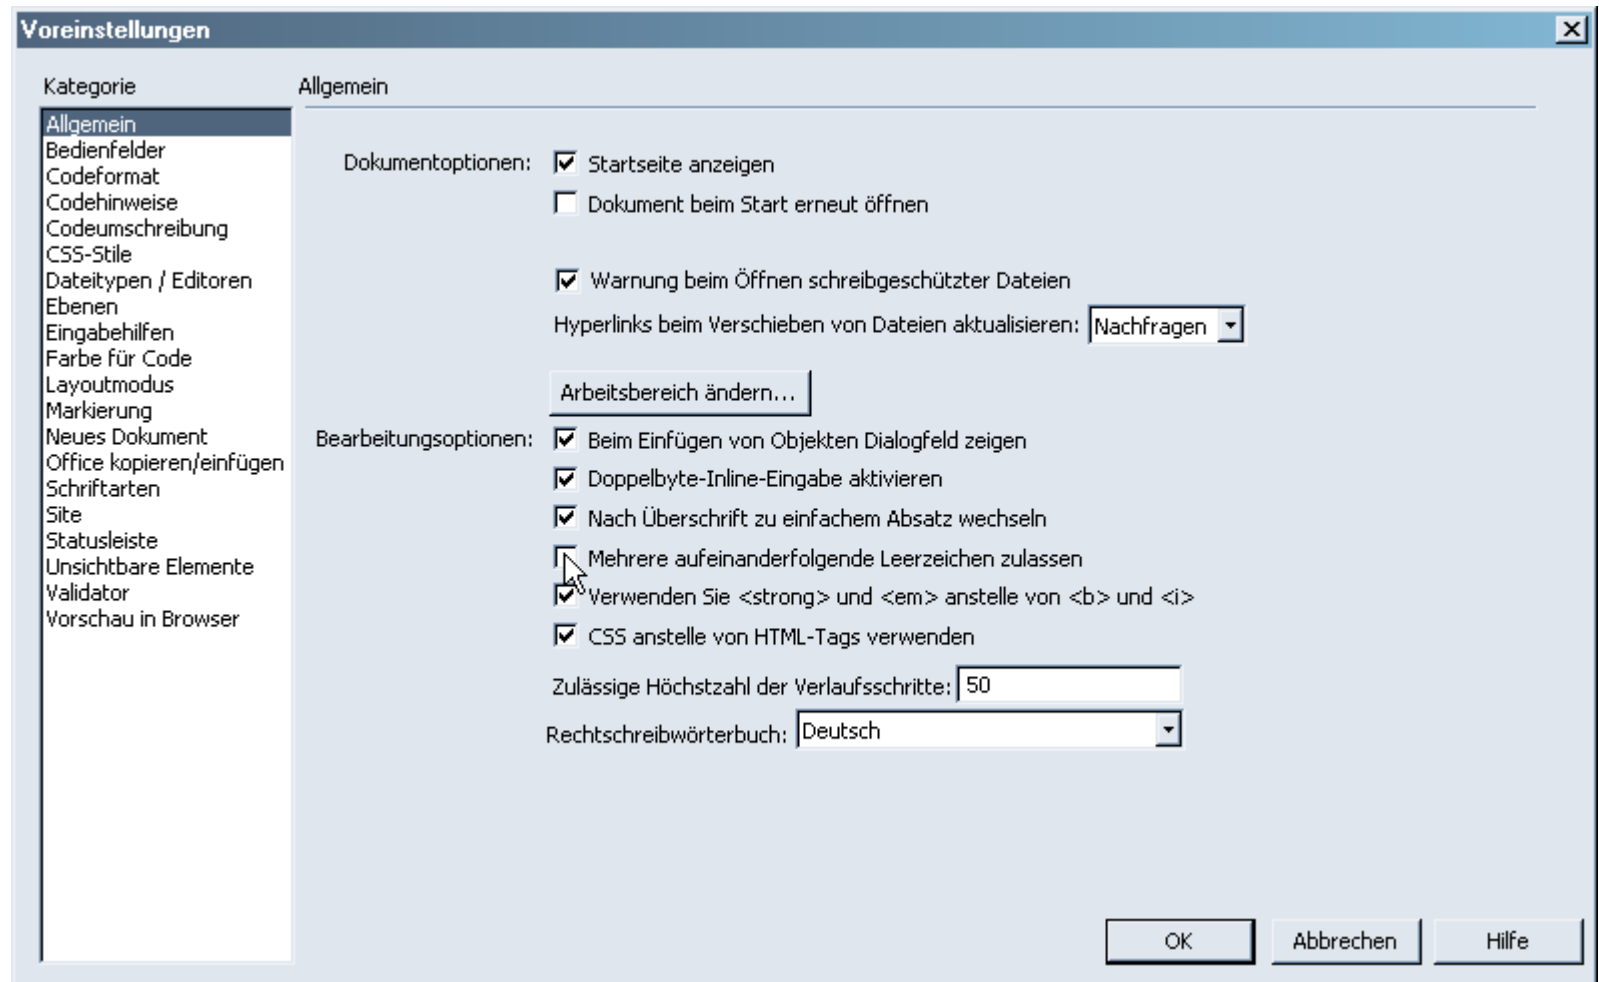 Voreinstellungen
Kategorie
Allgemein
Bedienfelder
Codeformat
Codehinweise
Codeumschreibung
CSS-Stile
Dateitypen / Editoren
Ebenen
Eingabehilfen
Farbe für Code
Layoutmodus
Markierung
Neues Dokument
Office kopieren/einfügen
Schriftarten
Site
Statusleiste
Unsichtbare Elemente
Validator
Vorschau in Browser
Allgemein
Dokumentoptionen: Startseite anzeigen
Dokument beim Start erneut öffnen
Warnung beim Öffnen schreibgeschützter Dateien
Hyperlinks beim Verschieben von Dateien aktualisieren: Nachfragen
Arbeitsbereich ändern...
Bearbeitungsoptionen: Beim Einfügen von Objekten Dialogfeld zeigen
Doppelbyte-Inline-Eingabe aktivieren
Nach Überschrift zu einfachem Absatz wechseln
Mehrere aufeinanderfolgende Leerzeichen zulassen
Verwenden Sie <strong> und <em> anstelle von <b> und <i>
CSS anstelle von HTML-Tags verwenden
Zulässige Höchstzahl der Verlaufsschritte: 50
Rechtschreibwörterbuch: Deutsch
OK Abbrechen Hilfe